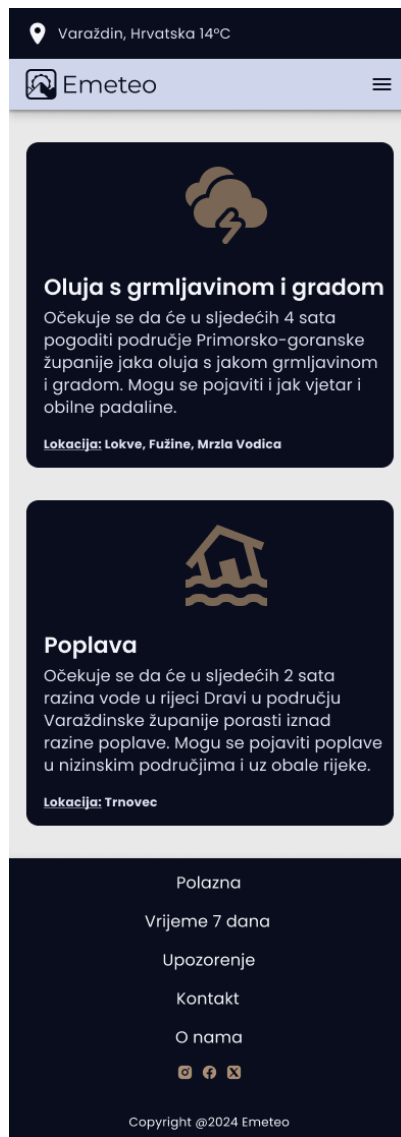 Varaždin, Hrvatska 14°C
Emeteo
Oluja s grmljavinom i gradom
Očekuje se da će u sljedećih 4 sata
pogoditi područje Primorsko-goranske
županije jaka oluja s jakom grmljavinom
i gradom. Mogu se pojaviti i jak vjetar i
obilne padaline.
Lokacija: Lokve, Fužine, Mrzla Vodica
Poplava
Očekuje se da će u sljedećih 2 sata
razina vode u rijeci Dravi u području
Varaždinske županije porasti iznad
razine poplave. Mogu se pojaviti poplave
u nizinskim područjima i uz obale rijeke.
Lokacija: Trnovec
Polazna
Vrijeme 7 dana
Upozorenje
Kontakt
O nama
Copyright @2024 Emeteo